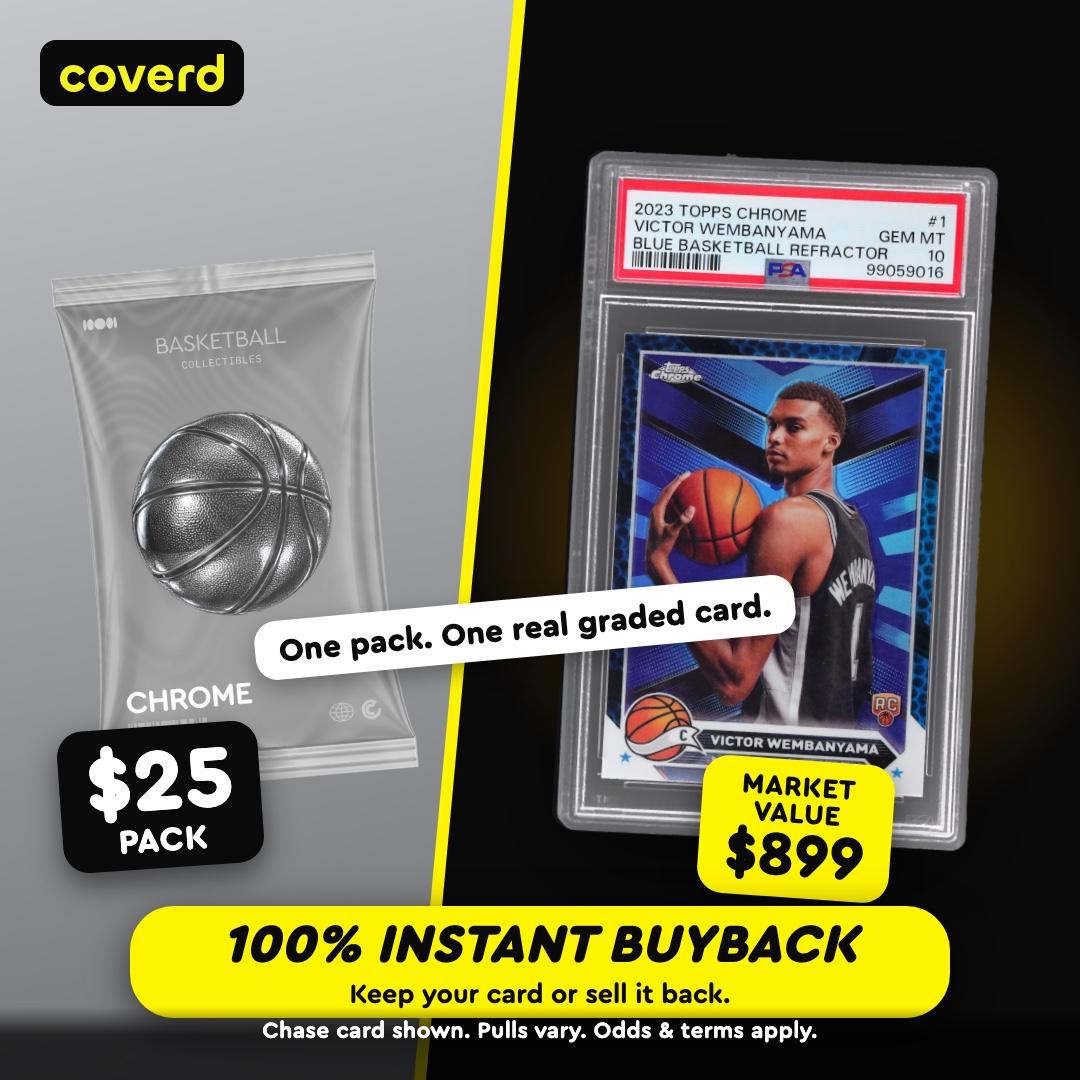 coverd
BASKETBALL
COLLECTIBLES
CHROME
$25
PACK
2023 TOPPS CHROME #1
VICTOR WEMBANYAMA GEM MT
BLUE BASKETBALL REFRACTOR 10
PSA 99059016
Topps
Chrome
WEMBANYA
1
RC
C
VICTOR WEMBANYAMA
One pack. One real graded card.
MARKET
VALUE
$899
100% INSTANT BUYBACK
Keep your card or sell it back.
Chase card shown. Pulls vary. Odds & terms apply.